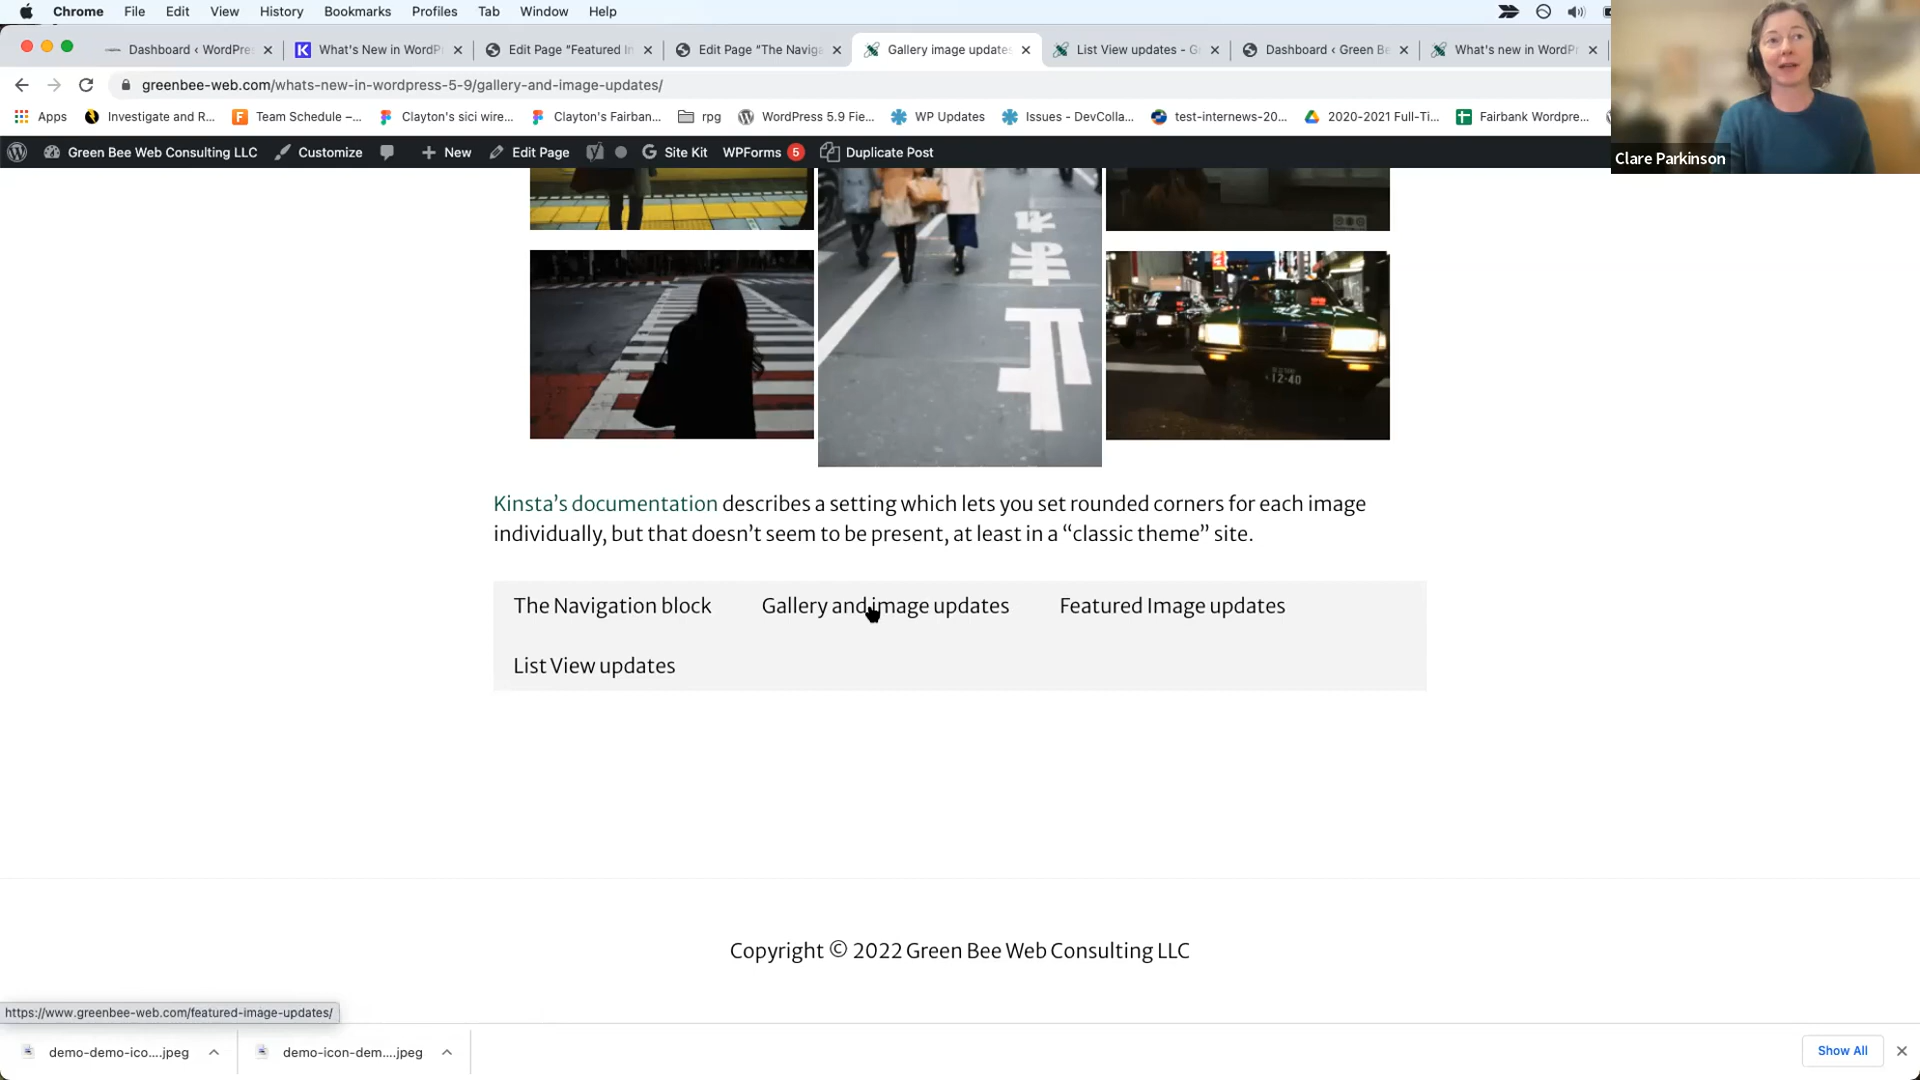 Chrome File Edit View History Bookmarks Profiles Tab Window Help
Dashboard ‹ WordPre
What's New in WordP
Edit Page “Featured I
Edit Page “The Naviga
Gallery image updates
List View updates - G
Dashboard ‹ Green Be
What's new in WordP
greenbee-web.com/whats-new-in-wordpress-5-9/gallery-and-image-updates/
Apps Investigate and R... Team Schedule –... Clayton's sici wire... Clayton's Fairban... rpg WordPress 5.9 Fie... WP Updates Issues - DevColla... test-internews-20... 2020-2021 Full-Ti... Fairbank Wordpre...
Clare Parkinson
Green Bee Web Consulting LLC Customize New Edit Page Site Kit WPForms 5 Duplicate Post
12-40
Kinsta’s documentation describes a setting which lets you set rounded corners for each image
individually, but that doesn’t seem to be present, at least in a “classic theme” site.
The Navigation block Gallery and image updates Featured Image updates
List View updates
Copyright © 2022 Green Bee Web Consulting LLC
https://www.greenbee-web.com/featured-image-updates/
demo-demo-ico....jpeg demo-icon-dem....jpeg Show All